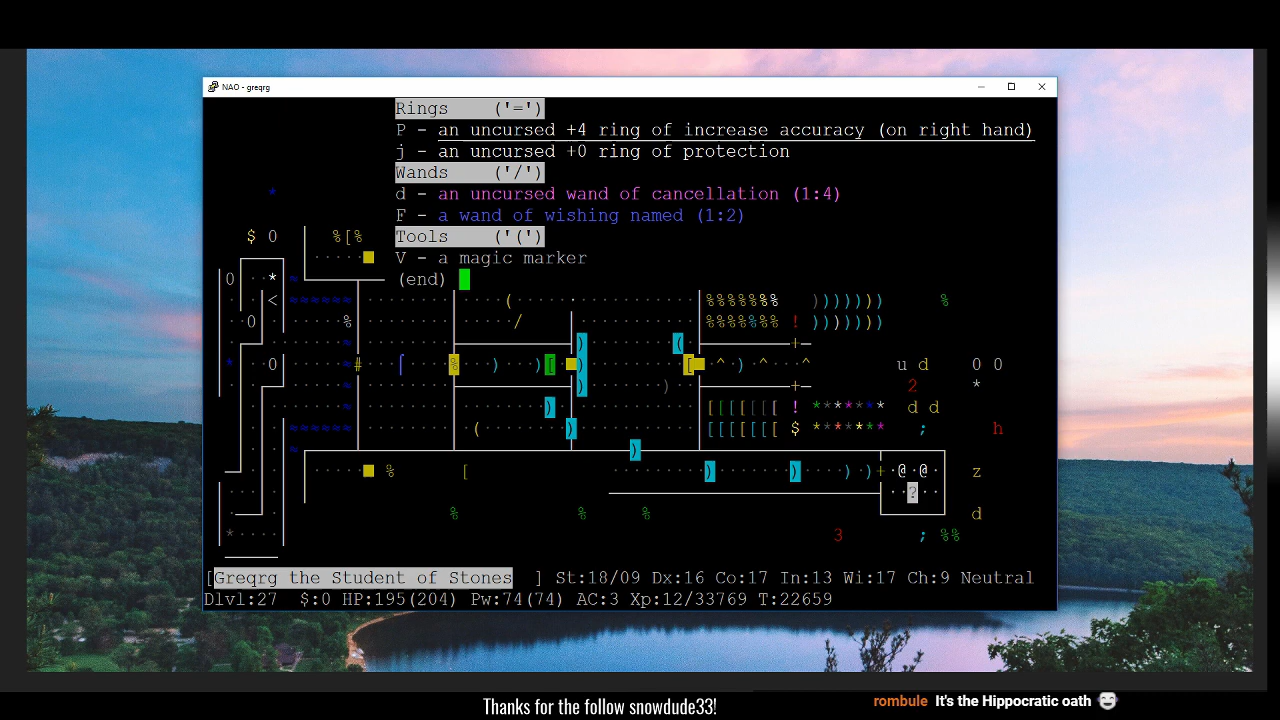 NAO - greqrg
Rings ('=')
P - an uncursed +4 ring of increase accuracy (on right hand)
j - an uncursed +0 ring of protection
Wands ('/')
d - an uncursed wand of cancellation (1:4)
F - a wand of wishing named (1:2)
Tools ('(')
V - a magic marker
(end)
[Greqrg the Student of Stones ] St:18/09 Dx:16 Co:17 In:13 Wi:17 Ch:9 Neutral
Dlvl:27 $:0 HP:195(204) Pw:74(74) AC:3 Xp:12/33769 T:22659
rombule It's the Hippocratic oath
Thanks for the follow snowdude33!